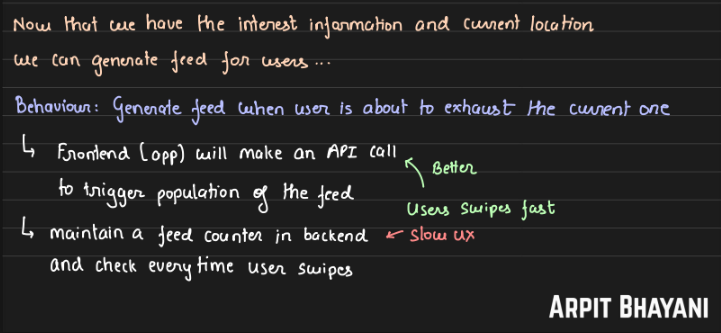 Now that we have the interest information and current location
we can generate feed for users...
Behaviour: Generate feed when user is about to exhaust the current one
↳ Frontend (app) will make an API call
Better
to trigger population of the feed
Users swipes fast
↳ maintain a feed counter in backend ← slow ux
and check everytime user swipes
ARPIT BHAYANI